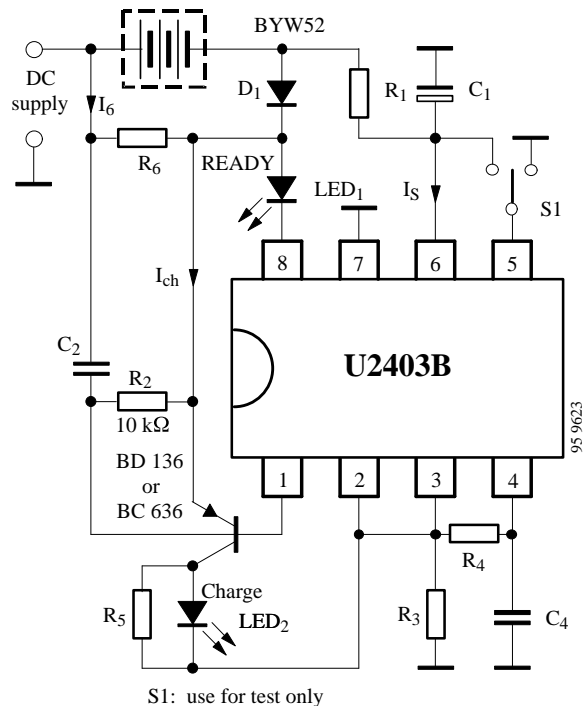 BYW52
DC
supply
I6
D1
R1
C1
R6
READY
LED1
IS
S1
8
7
6
5
Ich
C2
R2
10 kΩ
U2403B
95 9623
BD 136
or
BC 636
1
2
3
4
R4
R5
Charge
LED2
R3
C4
S1: use for test only